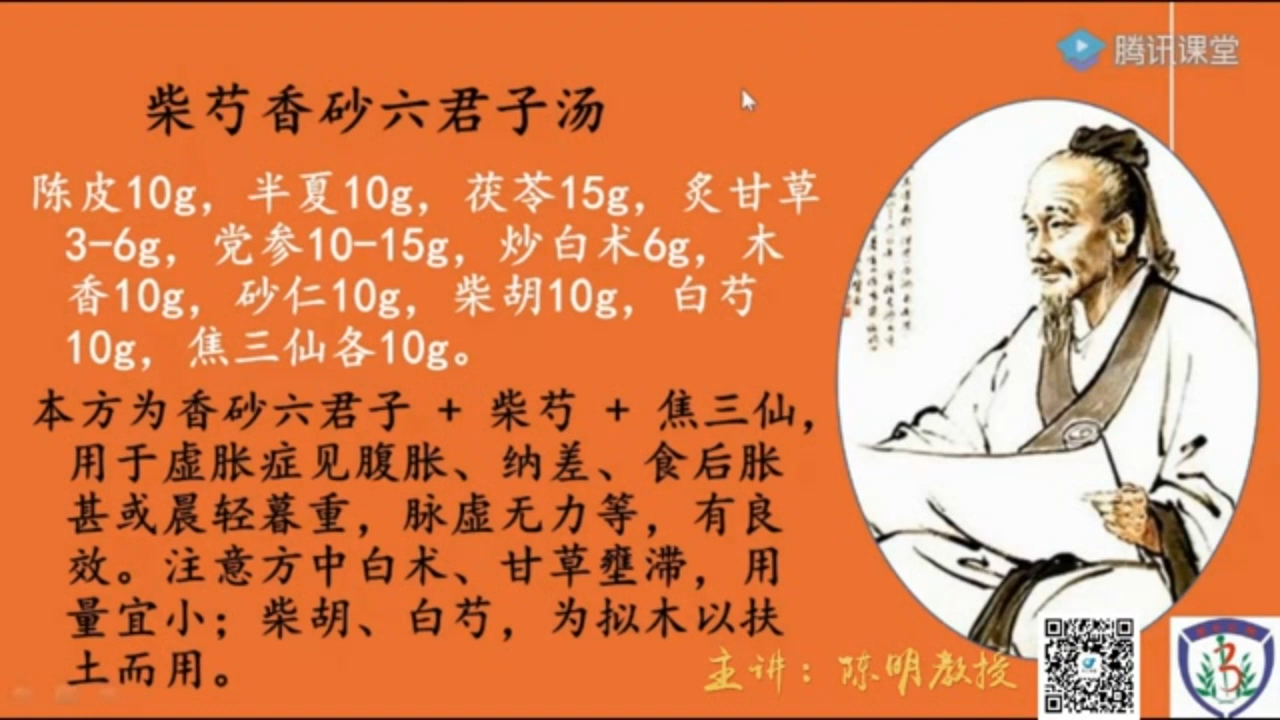 腾讯课堂
柴芍香砂六君子汤
陈皮10g，半夏10g，茯苓15g，炙甘草
3-6g，党参10-15g，炒白术6g，木
香10g，砂仁10g，柴胡10g，白芍
10g，焦三仙各10g。
本方为香砂六君子 + 柴芍 + 焦三仙，
用于虚胀症见腹胀、纳差、食后胀
甚或晨轻暮重，脉虚无力等，有良
效。注意方中白术、甘草壅滞，用
量宜小；柴胡、白芍，为拟木以扶
土而用。
主讲：陈明教授